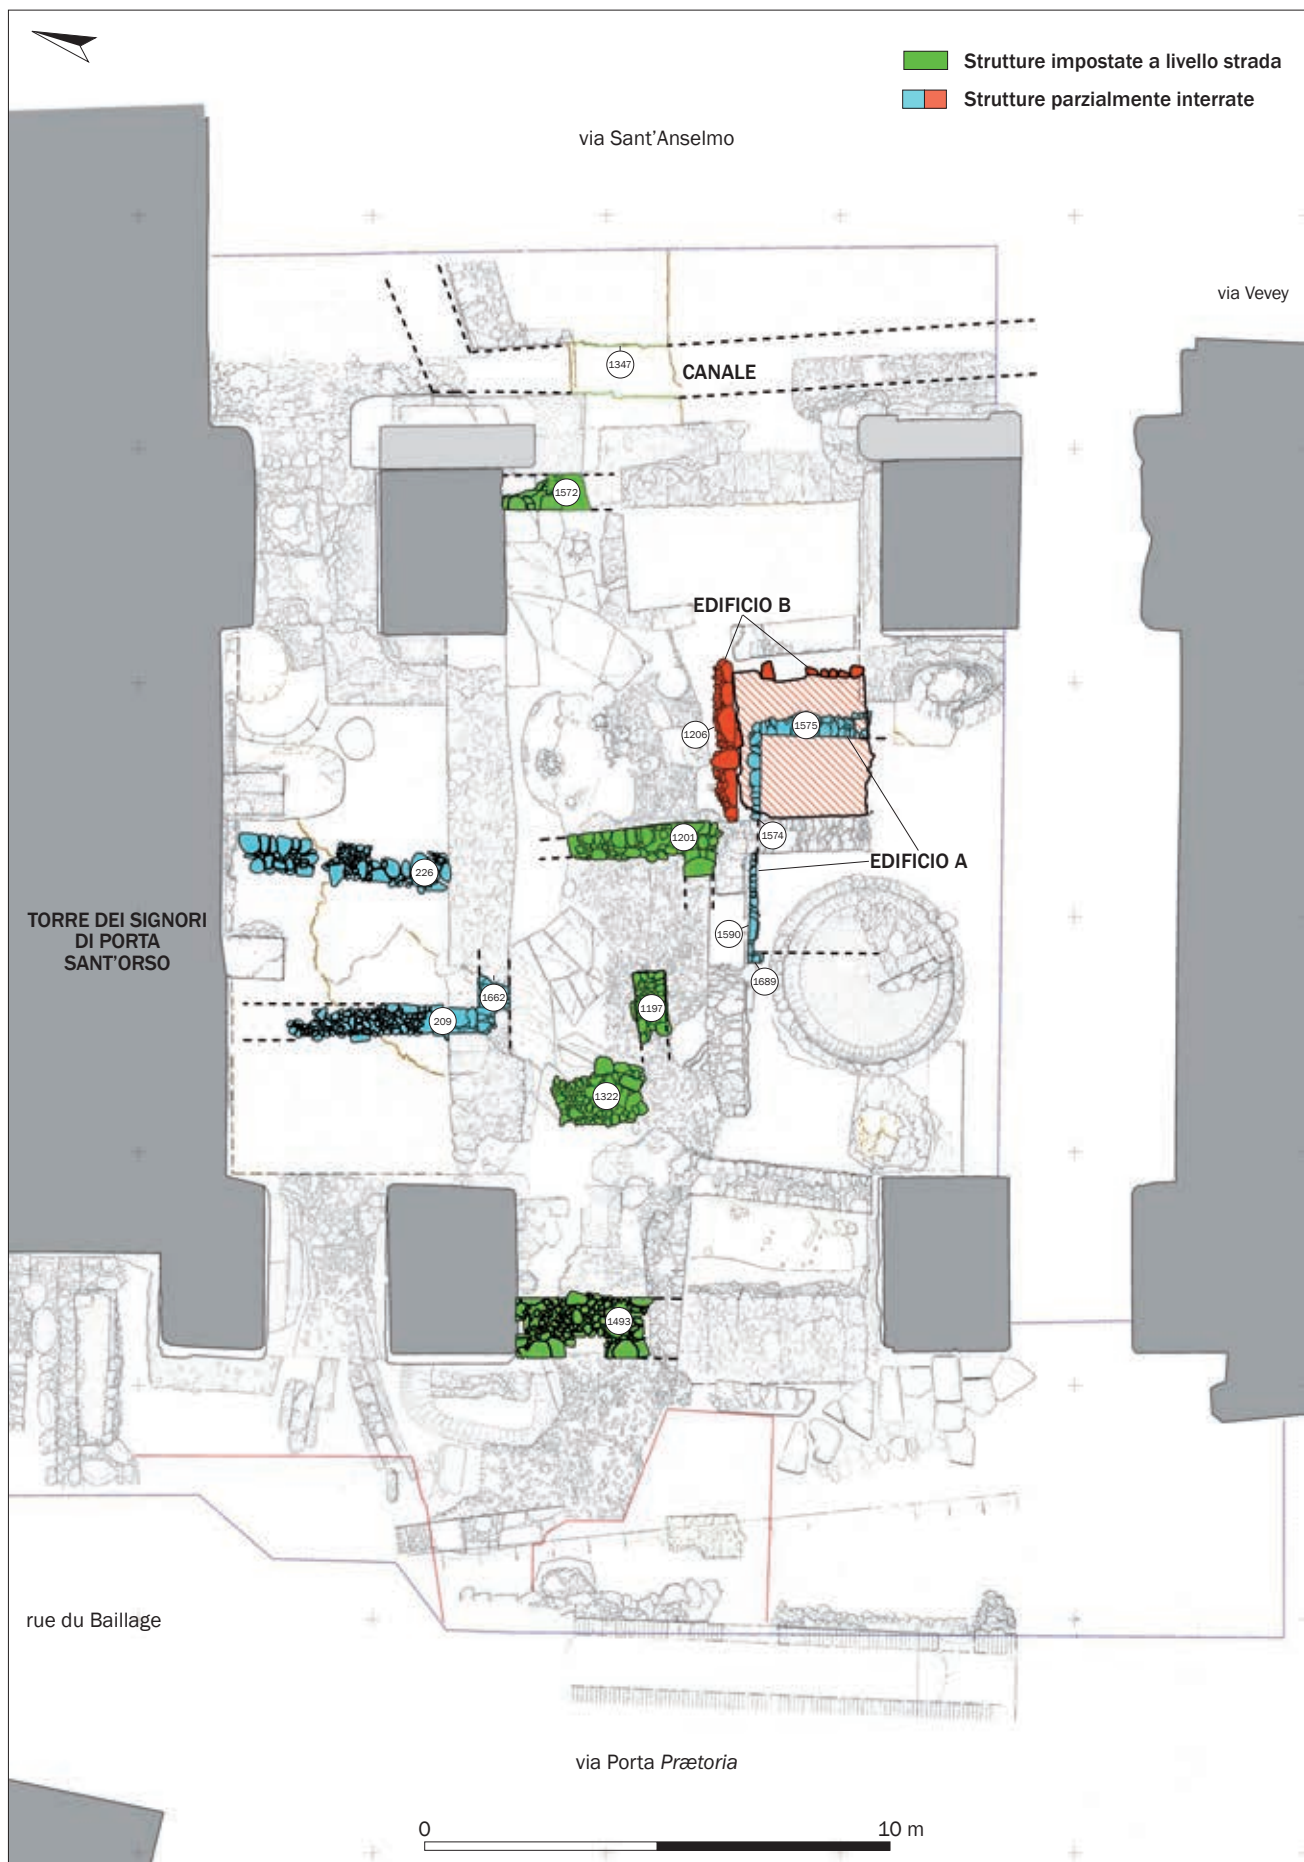 Strutture impostate a livello strada
Strutture parzialmente interrate
via Sant'Anselmo
via Vevey
1347
CANALE
1572
EDIFICIO B
1575
1206
1574
1201
EDIFICIO A
226
TORRE DEI SIGNORI
DI PORTA
SANT'ORSO
1590
1689
1662
1197
209
1322
1493
rue du Baillage
via Porta Prætoria
0
10 m